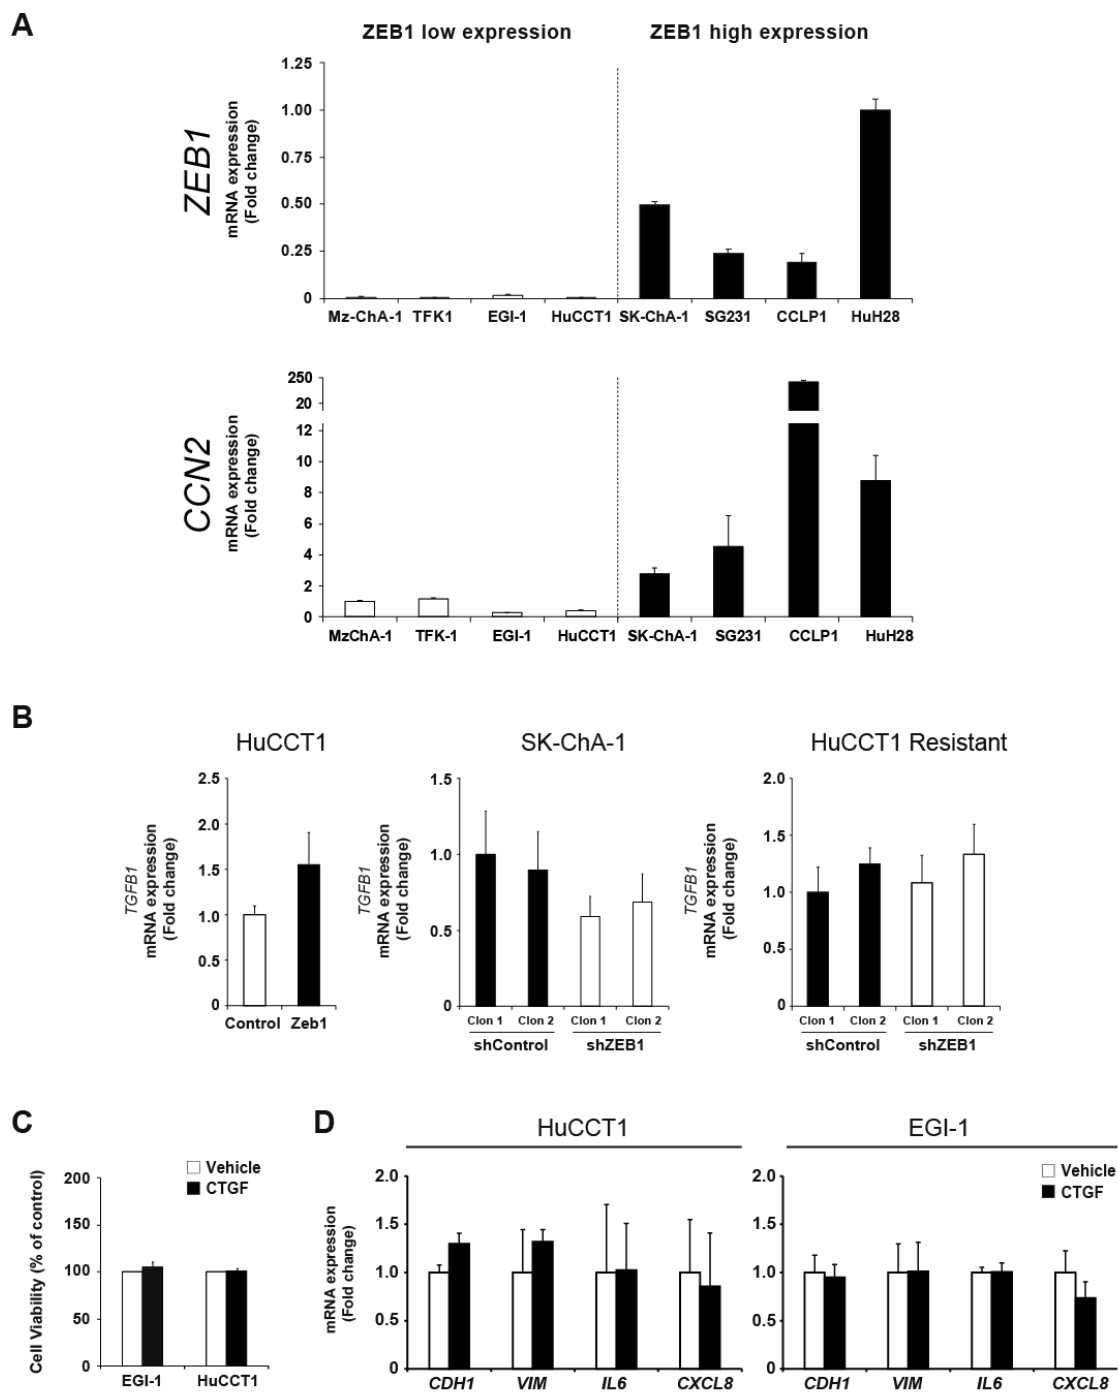 A
ZEB1 low expression
ZEB1 high expression
ZEB1
mRNA expression
(Fold change)
1.25
1.00
0.75
0.50
0.25
0
Mz-ChA-1 TFK1 EGI-1 HuCCT1 SK-ChA-1 SG231 CCLP1 HuH28
CCN2
mRNA expression
(Fold change)
250
20
12
10
8
6
4
2
0
MzChA-1 TFK-1 EGI-1 HuCCT1 SK-ChA-1 SG231 CCLP1 HuH28
B
HuCCT1
TGFB1
mRNA expression
(Fold change)
2.5
2.0
1.5
1.0
0.5
0
Control Zeb1
SK-ChA-1
TGFB1
mRNA expression
(Fold change)
1.5
1.0
0.5
0
Clon 1 Clon 2 Clon 1 Clon 2
shControl shZEB1
HuCCT1 Resistant
TGFB1
mRNA expression
(Fold change)
2.0
1.5
1.0
0.5
0
Clon 1 Clon 2 Clon 1 Clon 2
shControl shZEB1
C
Vehicle
CTGF
Cell Viability (% of control)
200
150
100
50
0
EGI-1 HuCCT1
D
HuCCT1
mRNA expression
(Fold change)
2.0
1.5
1.0
0.5
0
CDH1 VIM IL6 CXCL8
EGI-1
Vehicle
CTGF
2.0
1.5
1.0
0.5
0
CDH1 VIM IL6 CXCL8